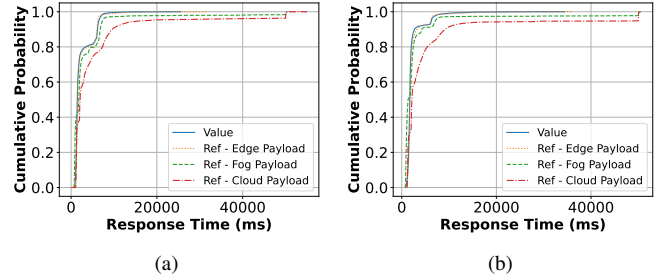 Cumulative Probability
1.0
0.8
0.6
0.4
0.2
0.0
Value
Ref - Edge Payload
Ref - Fog Payload
Ref - Cloud Payload
0 20000 40000
Response Time (ms)
(a)
Cumulative Probability
1.0
0.8
0.6
0.4
0.2
0.0
Value
Ref - Edge Payload
Ref - Fog Payload
Ref - Cloud Payload
0 20000 40000
Response Time (ms)
(b)